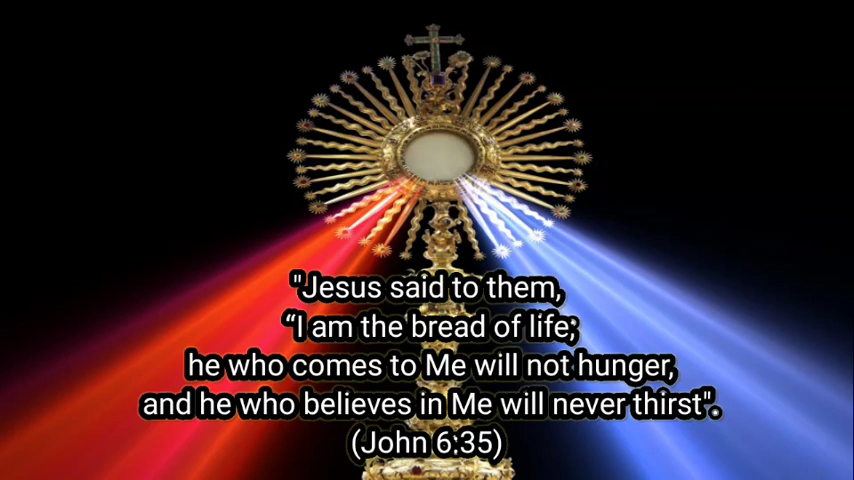 "Jesus said to them,
“I am the bread of life;
he who comes to Me will not hunger,
and he who believes in Me will never thirst".
(John 6:35)